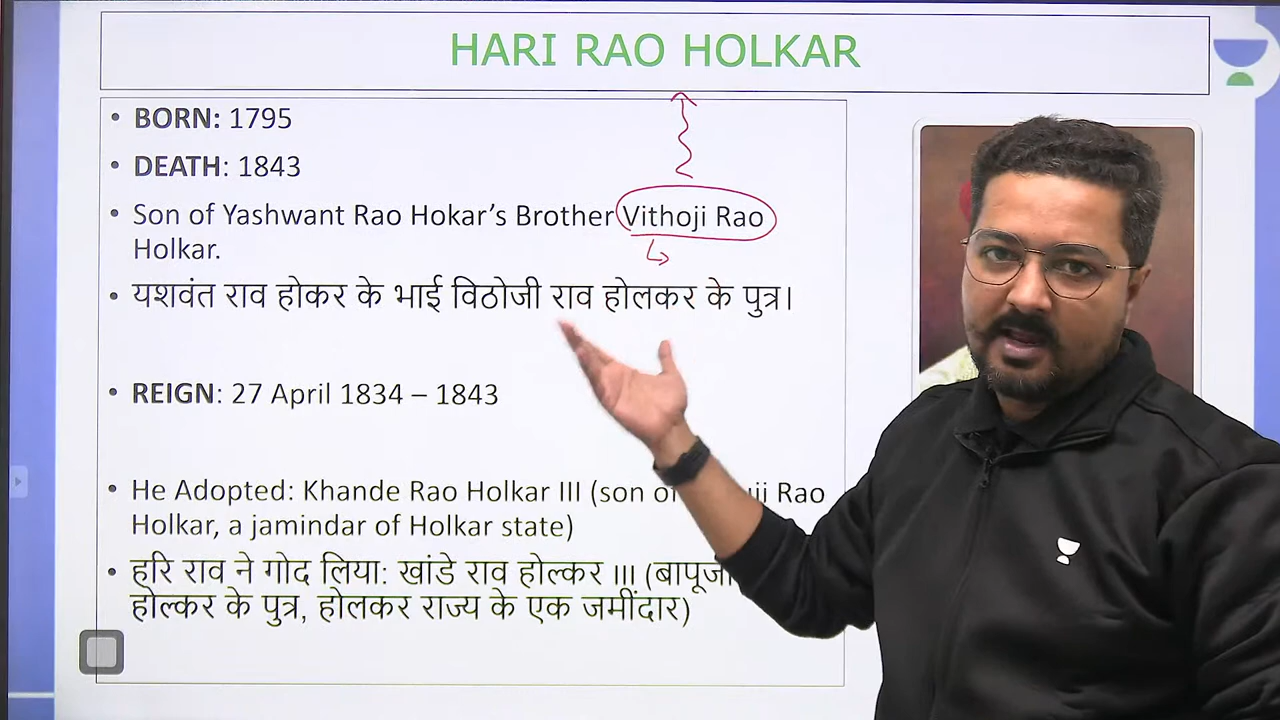 HARI RAO HOLKAR
• BORN: 1795
• DEATH: 1843
• Son of Yashwant Rao Hokar’s Brother Vithoji Rao
Holkar.
• यशवंत राव होकर के भाई विठोजी राव होलकर के पुत्र।
• REIGN: 27 April 1834 – 1843
• He Adopted: Khande Rao Holkar III (son of Rao
Holkar, a jamindar of Holkar state)
• हरि राव ने गोद लिया: खांडे राव होल्कर III (बापूजी
होल्कर के पुत्र, होलकर राज्य के एक जमींदार)